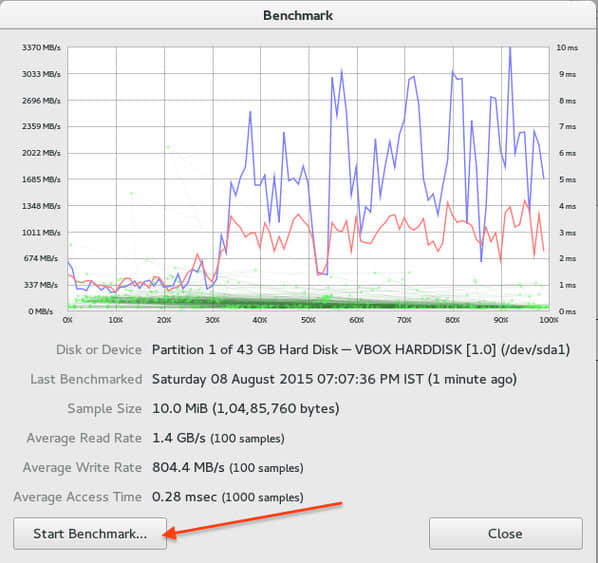 Benchmark
3370 MB/s 10 ms
3033 MB/s 9 ms
2696 MB/s 8 ms
2359 MB/s 7 ms
2022 MB/s 6 ms
1685 MB/s 5 ms
1348 MB/s 4 ms
1011 MB/s 3 ms
674 MB/s 2 ms
337 MB/s 1 ms
0 MB/s 0 ms
0% 10% 20% 30% 40% 50% 60% 70% 80% 90% 100%
Disk or Device Partition 1 of 43 GB Hard Disk — VBOX HARDDISK [1.0] (/dev/sda1)
Last Benchmarked Saturday 08 August 2015 07:07:36 PM IST (1 minute ago)
Sample Size 10.0 MiB (1,04,85,760 bytes)
Average Read Rate 1.4 GB/s (100 samples)
Average Write Rate 804.4 MB/s (100 samples)
Average Access Time 0.28 msec (1000 samples)
Start Benchmark... Close